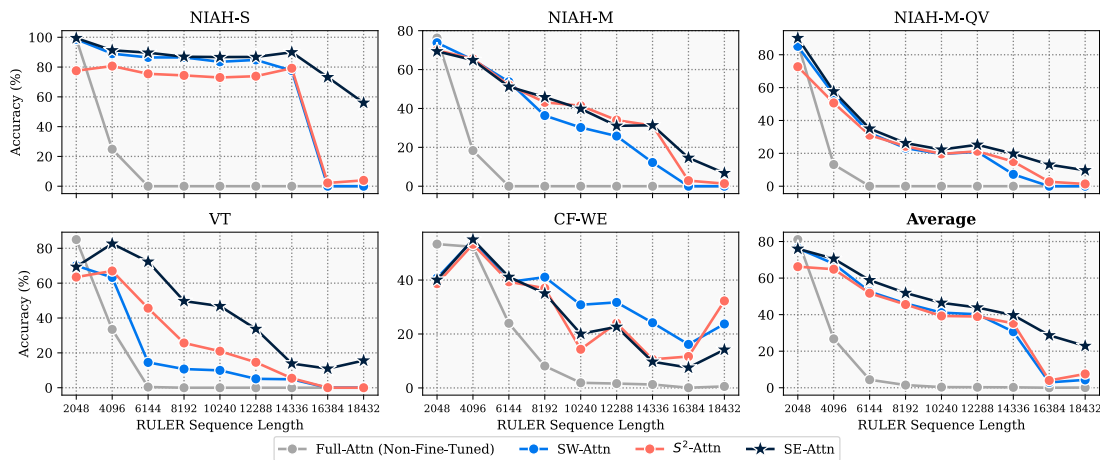 NIAH-S
NIAH-M
NIAH-M-QV
Accuracy (%)
100
80
60
40
20
0
80
60
40
20
0
80
60
40
20
0
VT
CF-WE
Average
Accuracy (%)
80
60
40
20
0
40
20
0
80
60
40
20
0
2048 4096 6144 8192 10240 12288 14336 16384 18432
2048 4096 6144 8192 10240 12288 14336 16384 18432
2048 4096 6144 8192 10240 12288 14336 16384 18432
RULER Sequence Length
RULER Sequence Length
RULER Sequence Length
Full-Attn (Non-Fine-Tuned) SW-Attn S²-Attn SE-Attn